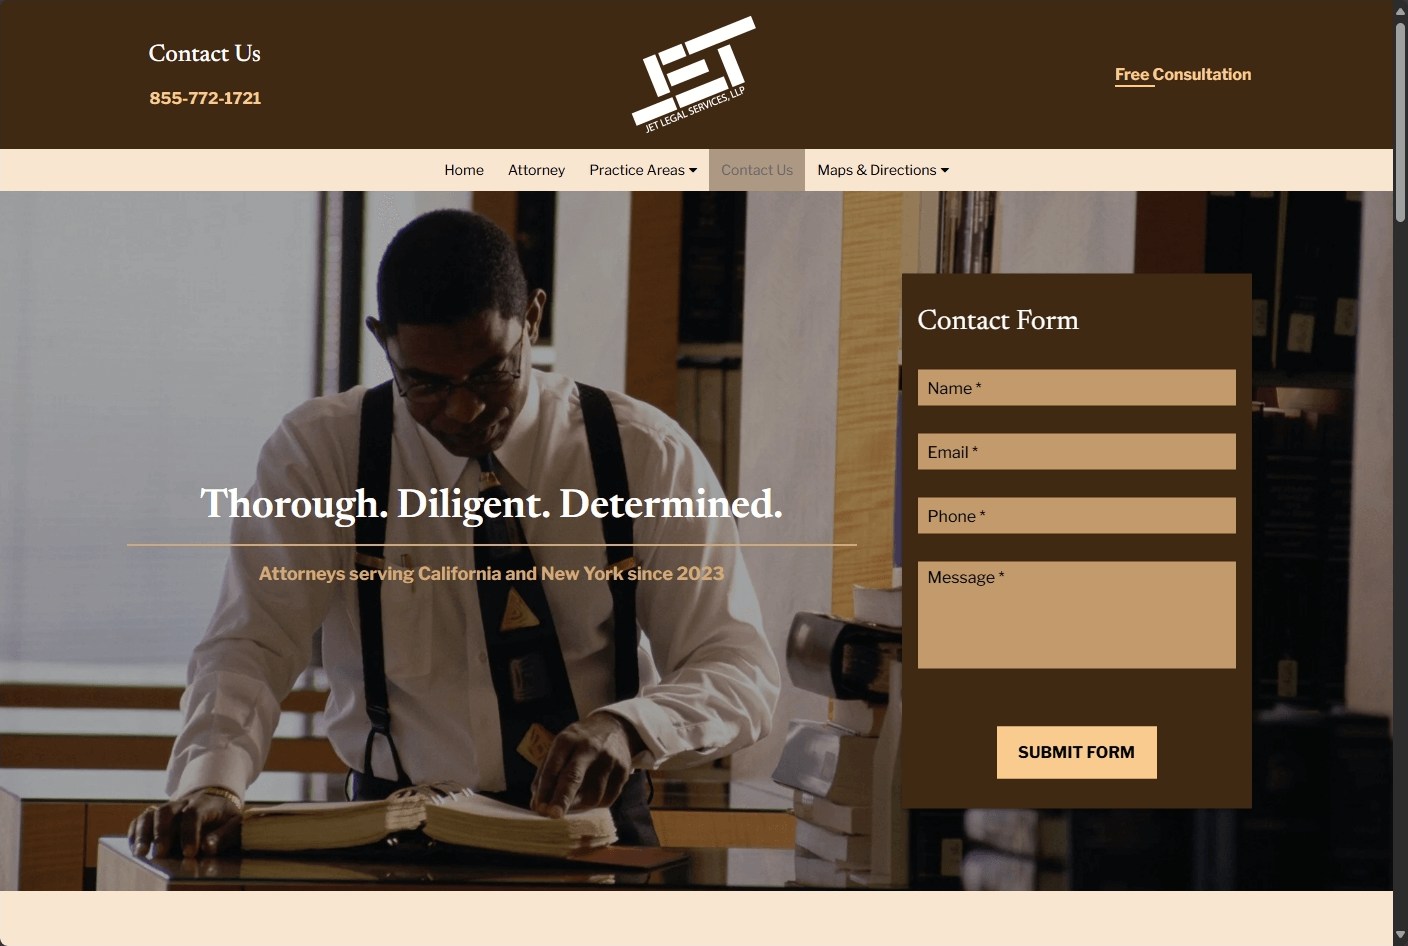 Contact Us
855-772-1721
JET
JET LEGAL SERVICES, LLP
Free Consultation
Home
Attorney
Practice Areas
Contact Us
Maps & Directions
Thorough. Diligent. Determined.
Attorneys serving California and New York since 2023
Contact Form
Name *
Email *
Phone *
Message *
SUBMIT FORM